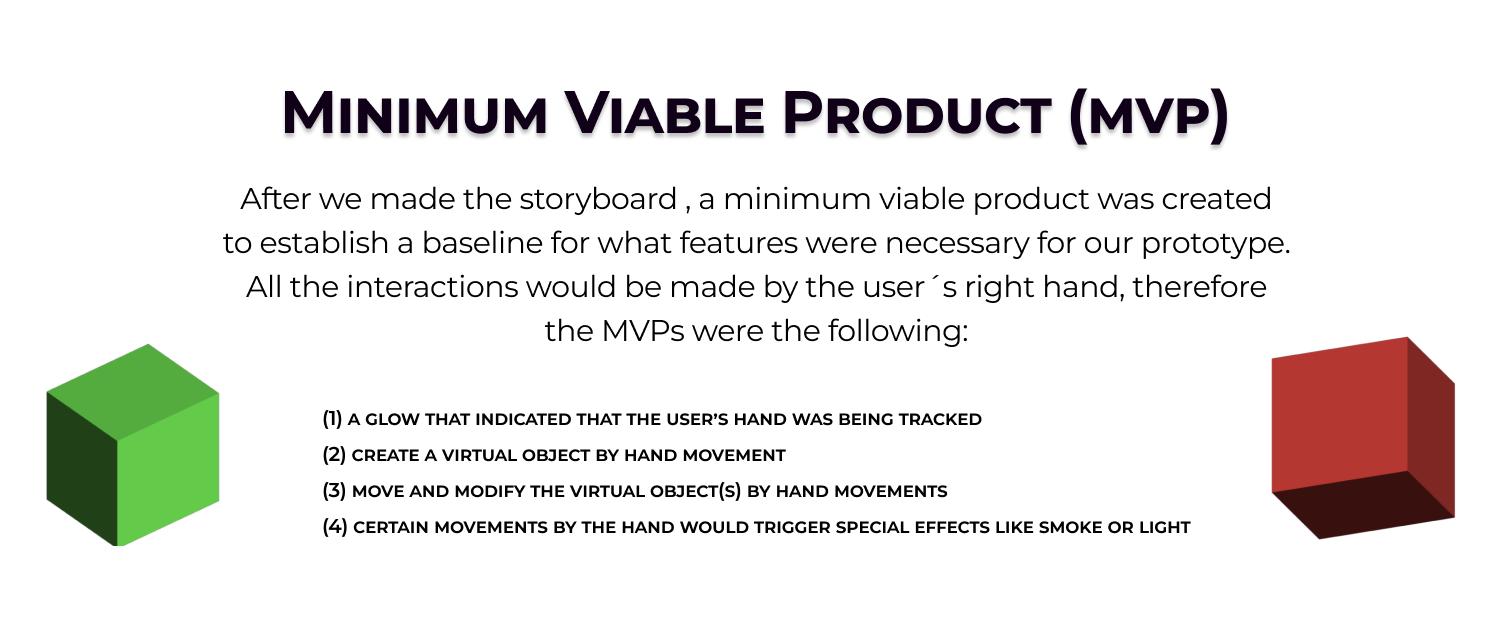 Minimum Viable Product (mvp)
After we made the storyboard , a minimum viable product was created
to establish a baseline for what features were necessary for our prototype.
All the interactions would be made by the user´s right hand, therefore
the MVPs were the following:
(1) a glow that indicated that the user’s hand was being tracked
(2) create a virtual object by hand movement
(3) move and modify the virtual object(s) by hand movements
(4) certain movements by the hand would trigger special effects like smoke or light